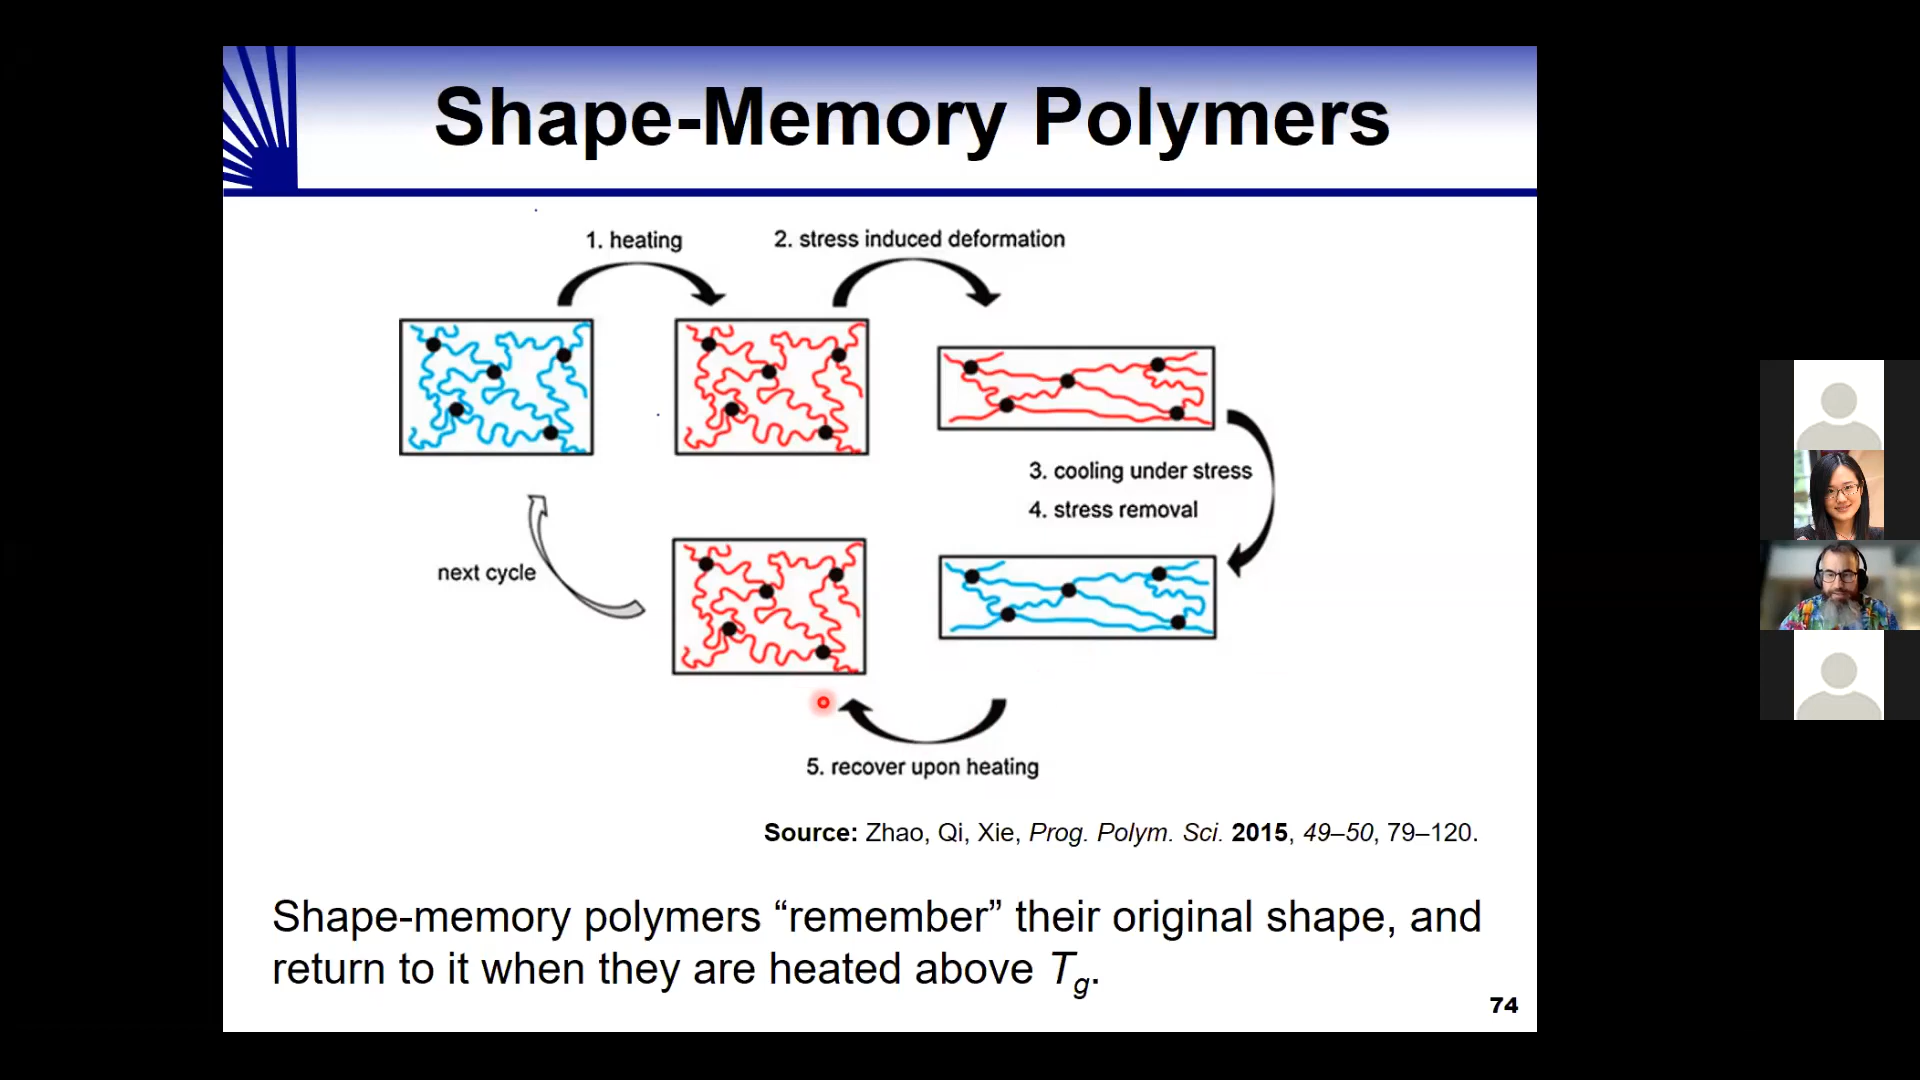 Shape-Memory Polymers
1. heating
2. stress induced deformation
3. cooling under stress
4. stress removal
next cycle
5. recover upon heating
Source: Zhao, Qi, Xie, Prog. Polym. Sci. 2015, 49–50, 79–120.
Shape-memory polymers “remember” their original shape, and
return to it when they are heated above Tg.
74